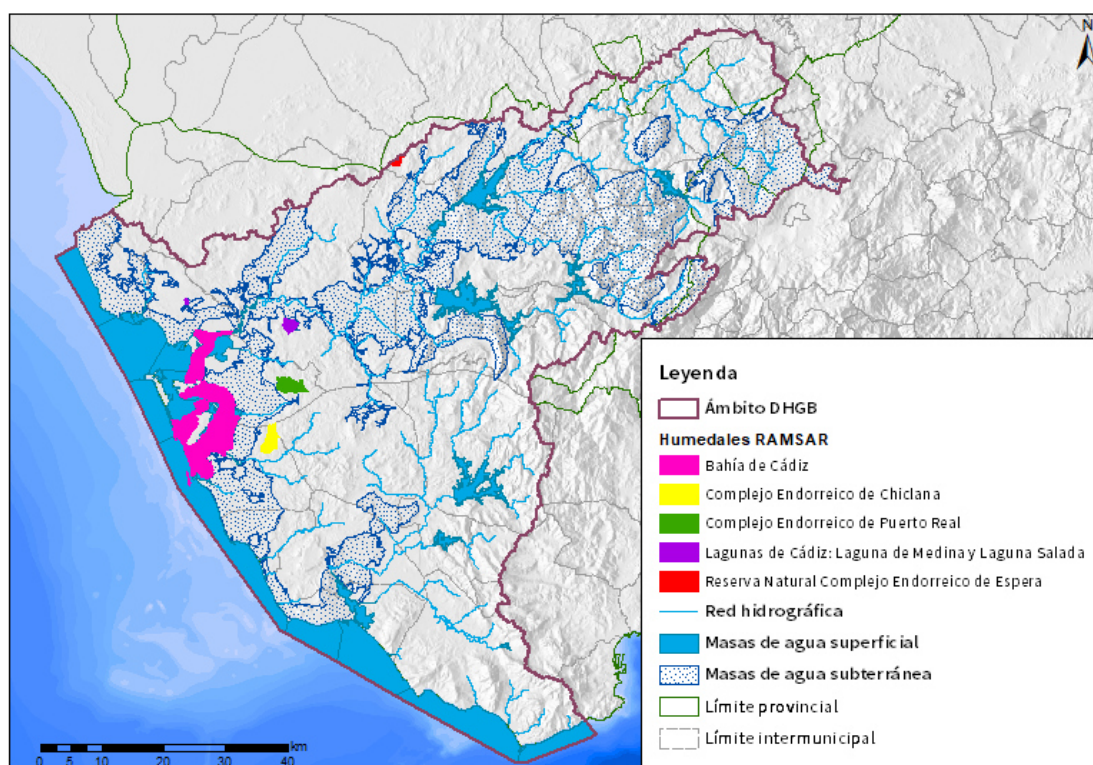 N
Leyenda
Ámbito DHGB
Humedales RAMSAR
Bahía de Cádiz
Complejo Endorreico de Chiclana
Complejo Endorreico de Puerto Real
Lagunas de Cádiz: Laguna de Medina y Laguna Salada
Reserva Natural Complejo Endorreico de Espera
Red hidrográfica
Masas de agua superficial
Masas de agua subterránea
Límite provincial
Límite intermunicipal
km
0 5 10 20 30 40